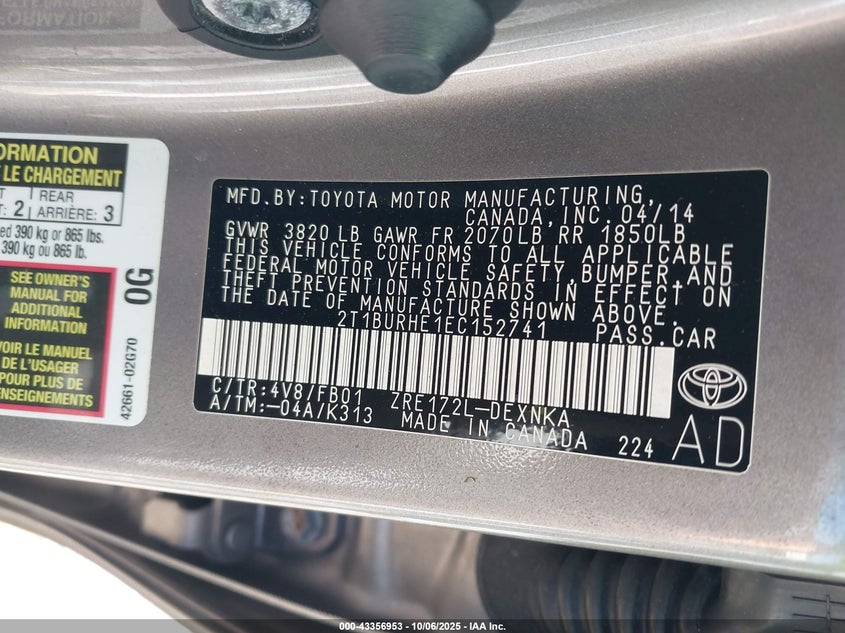 FORMATION
ORMATION
T LE CHARGEMENT
T
: 2
REAR
ARRIÈRE: 3
ed 390 kg or 865 lbs.
390 kg ou 865 lb.
SEE OWNER'S
MANUAL FOR
ADDITIONAL
INFORMATION
VOIR LE MANUEL
DE L'USAGER
POUR PLUS DE
RENSEIGNEMENTS
0G
42661-02G70
MFD.BY:TOYOTA MOTOR MANUFACTURING,
CANADA,INC. 04/14
GVWR 3820 LB GAWR FR 2070LB RR 1850LB
THIS VEHICLE CONFORMS TO ALL APPLICABLE
FEDERAL MOTOR VEHICLE SAFETY,BUMPER,AND
THEFT PREVENTION STANDARDS IN EFFECT ON
THE DATE OF MANUFACTURE SHOWN ABOVE.
2T1BURHE1EC152741 PASS.CAR
C/TR:4V8/FB01 ZRE172L-DEXNKA
A/TM:-04A/K313 MADE IN CANADA 224
AD
000-43356953 - 10/06/2025 - IAA Inc.